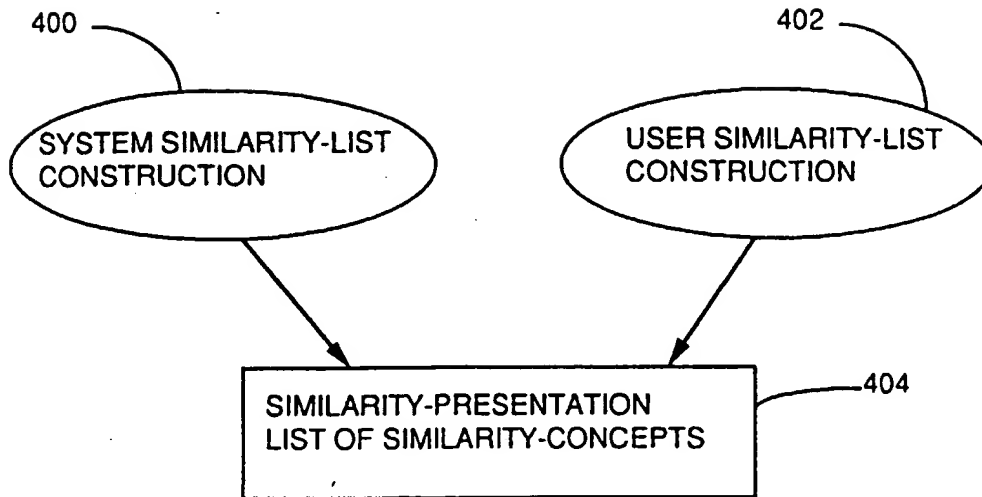 400
402
SYSTEM SIMILARITY-LIST
CONSTRUCTION
USER SIMILARITY-LIST
CONSTRUCTION
SIMILARITY-PRESENTATION
LIST OF SIMILARITY-CONCEPTS
404